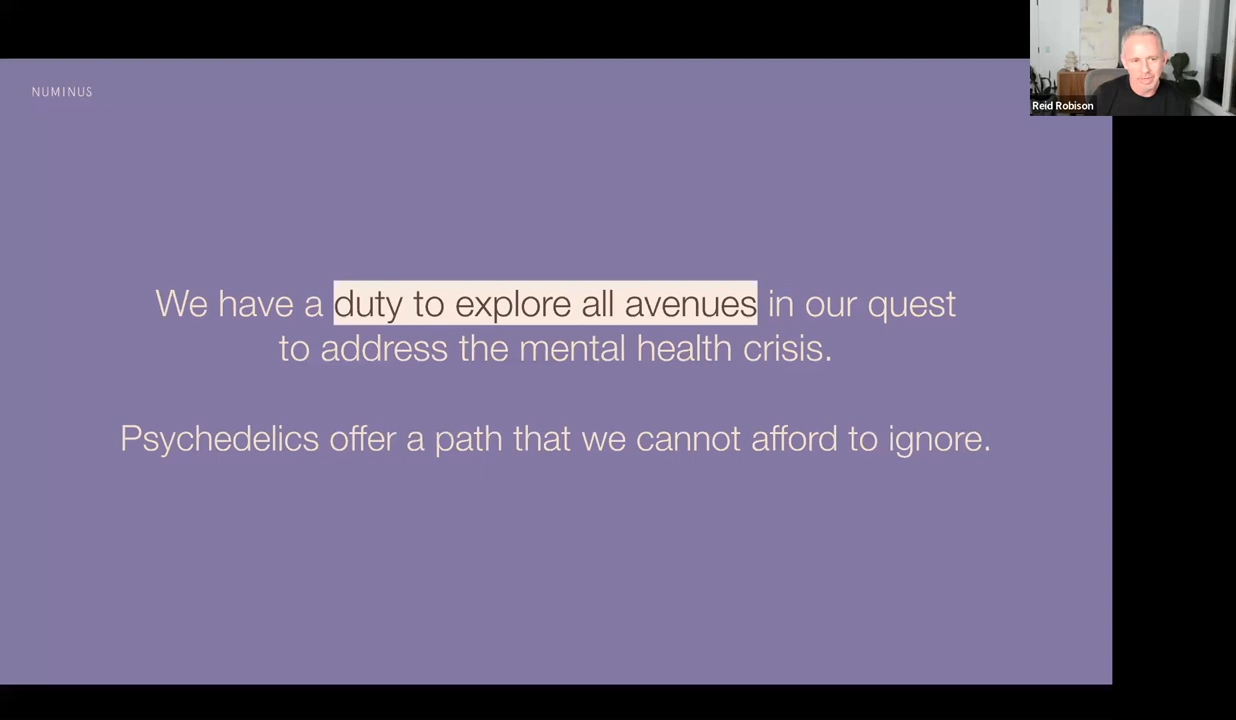 NUMINUS
Reid Robison
We have a duty to explore all avenues in our quest
to address the mental health crisis.
Psychedelics offer a path that we cannot afford to ignore.